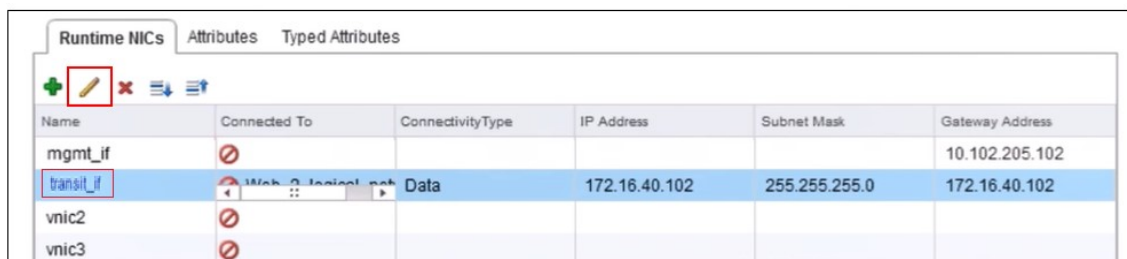 Runtime NICs Attributes Typed Attributes
Name Connected To ConnectivityType IP Address Subnet Mask Gateway Address
mgmt_if 10.102.205.102
transit_if Web_2_logical_net Data 172.16.40.102 255.255.255.0 172.16.40.102
vnic2
vnic3